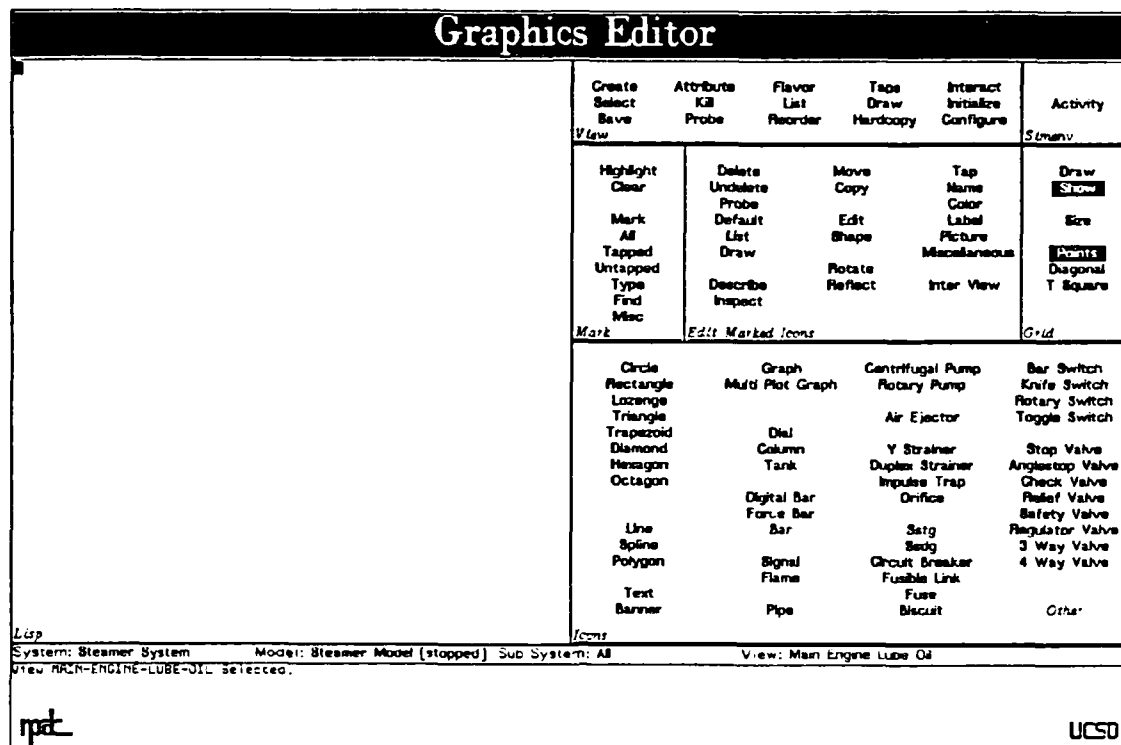 Graphics Editor
Create Attribute Flavor Taps Interact
Select Kill List Draw Initialize
Save Probe Reorder Hardcopy Configure
View
Activity
Simenv
Highlight
Clear
Mark
All
Tapped
Untapped
Type
Find
Misc
Mark
Delete Move Tap
Undelete Copy Name
Probe Color
Default Edit Label
List Shape Picture
Draw Miscellaneous
Rotate
Describe Reflect Inter View
Inspect
Edit Marked Icons
Draw
Show
Size
Points
Diagonal
T Square
Grid
Circle Graph Centrifugal Pump Bar Switch
Rectangle Multi Plot Graph Rotary Pump Knife Switch
Lozenge Rotary Switch
Triangle Air Ejector Toggle Switch
Trapezoid Dial
Diamond Column Y Strainer Stop Valve
Hexagon Tank Duplex Strainer Anglestop Valve
Octagon Impulse Trap Check Valve
Digital Bar Orifice Relief Valve
Force Bar Safety Valve
Line Bar Sstg Regulator Valve
Spline Ssdg 3 Way Valve
Polygon Signal Circuit Breaker 4 Way Valve
Flame Fusible Link
Text Fuse
Banner Pipe Biscuit Other
Icons
Lisp
System: Steamer System Model: Steamer Model [stopped] Sub System: All View: Main Engine Lube Oil
View MAIN-ENGINE-LUBE-OIL Selected.
UCSD